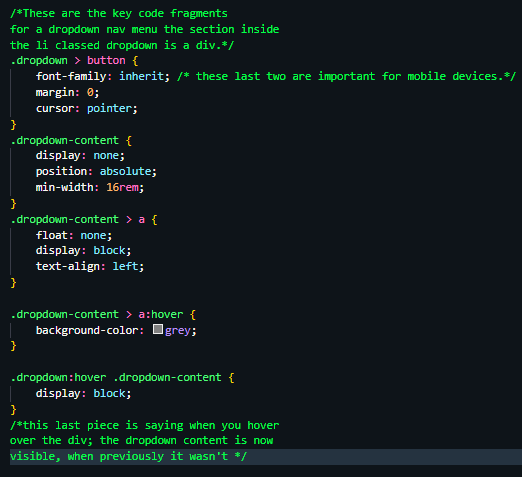 /*These are the key code fragments
for a dropdown nav menu the section inside
the li classed dropdown is a div.*/
.dropdown > button {
    font-family: inherit; /* these last two are important for mobile devices.*/
    margin: 0;
    cursor: pointer;
}
.dropdown-content {
    display: none;
    position: absolute;
    min-width: 16rem;
}
.dropdown-content > a {
    float: none;
    display: block;
    text-align: left;
}

.dropdown-content > a:hover {
    background-color: grey;
}

.dropdown:hover .dropdown-content {
    display: block;
}
/*this last piece is saying when you hover
over the div; the dropdown content is now
visible, when previously it wasn't */